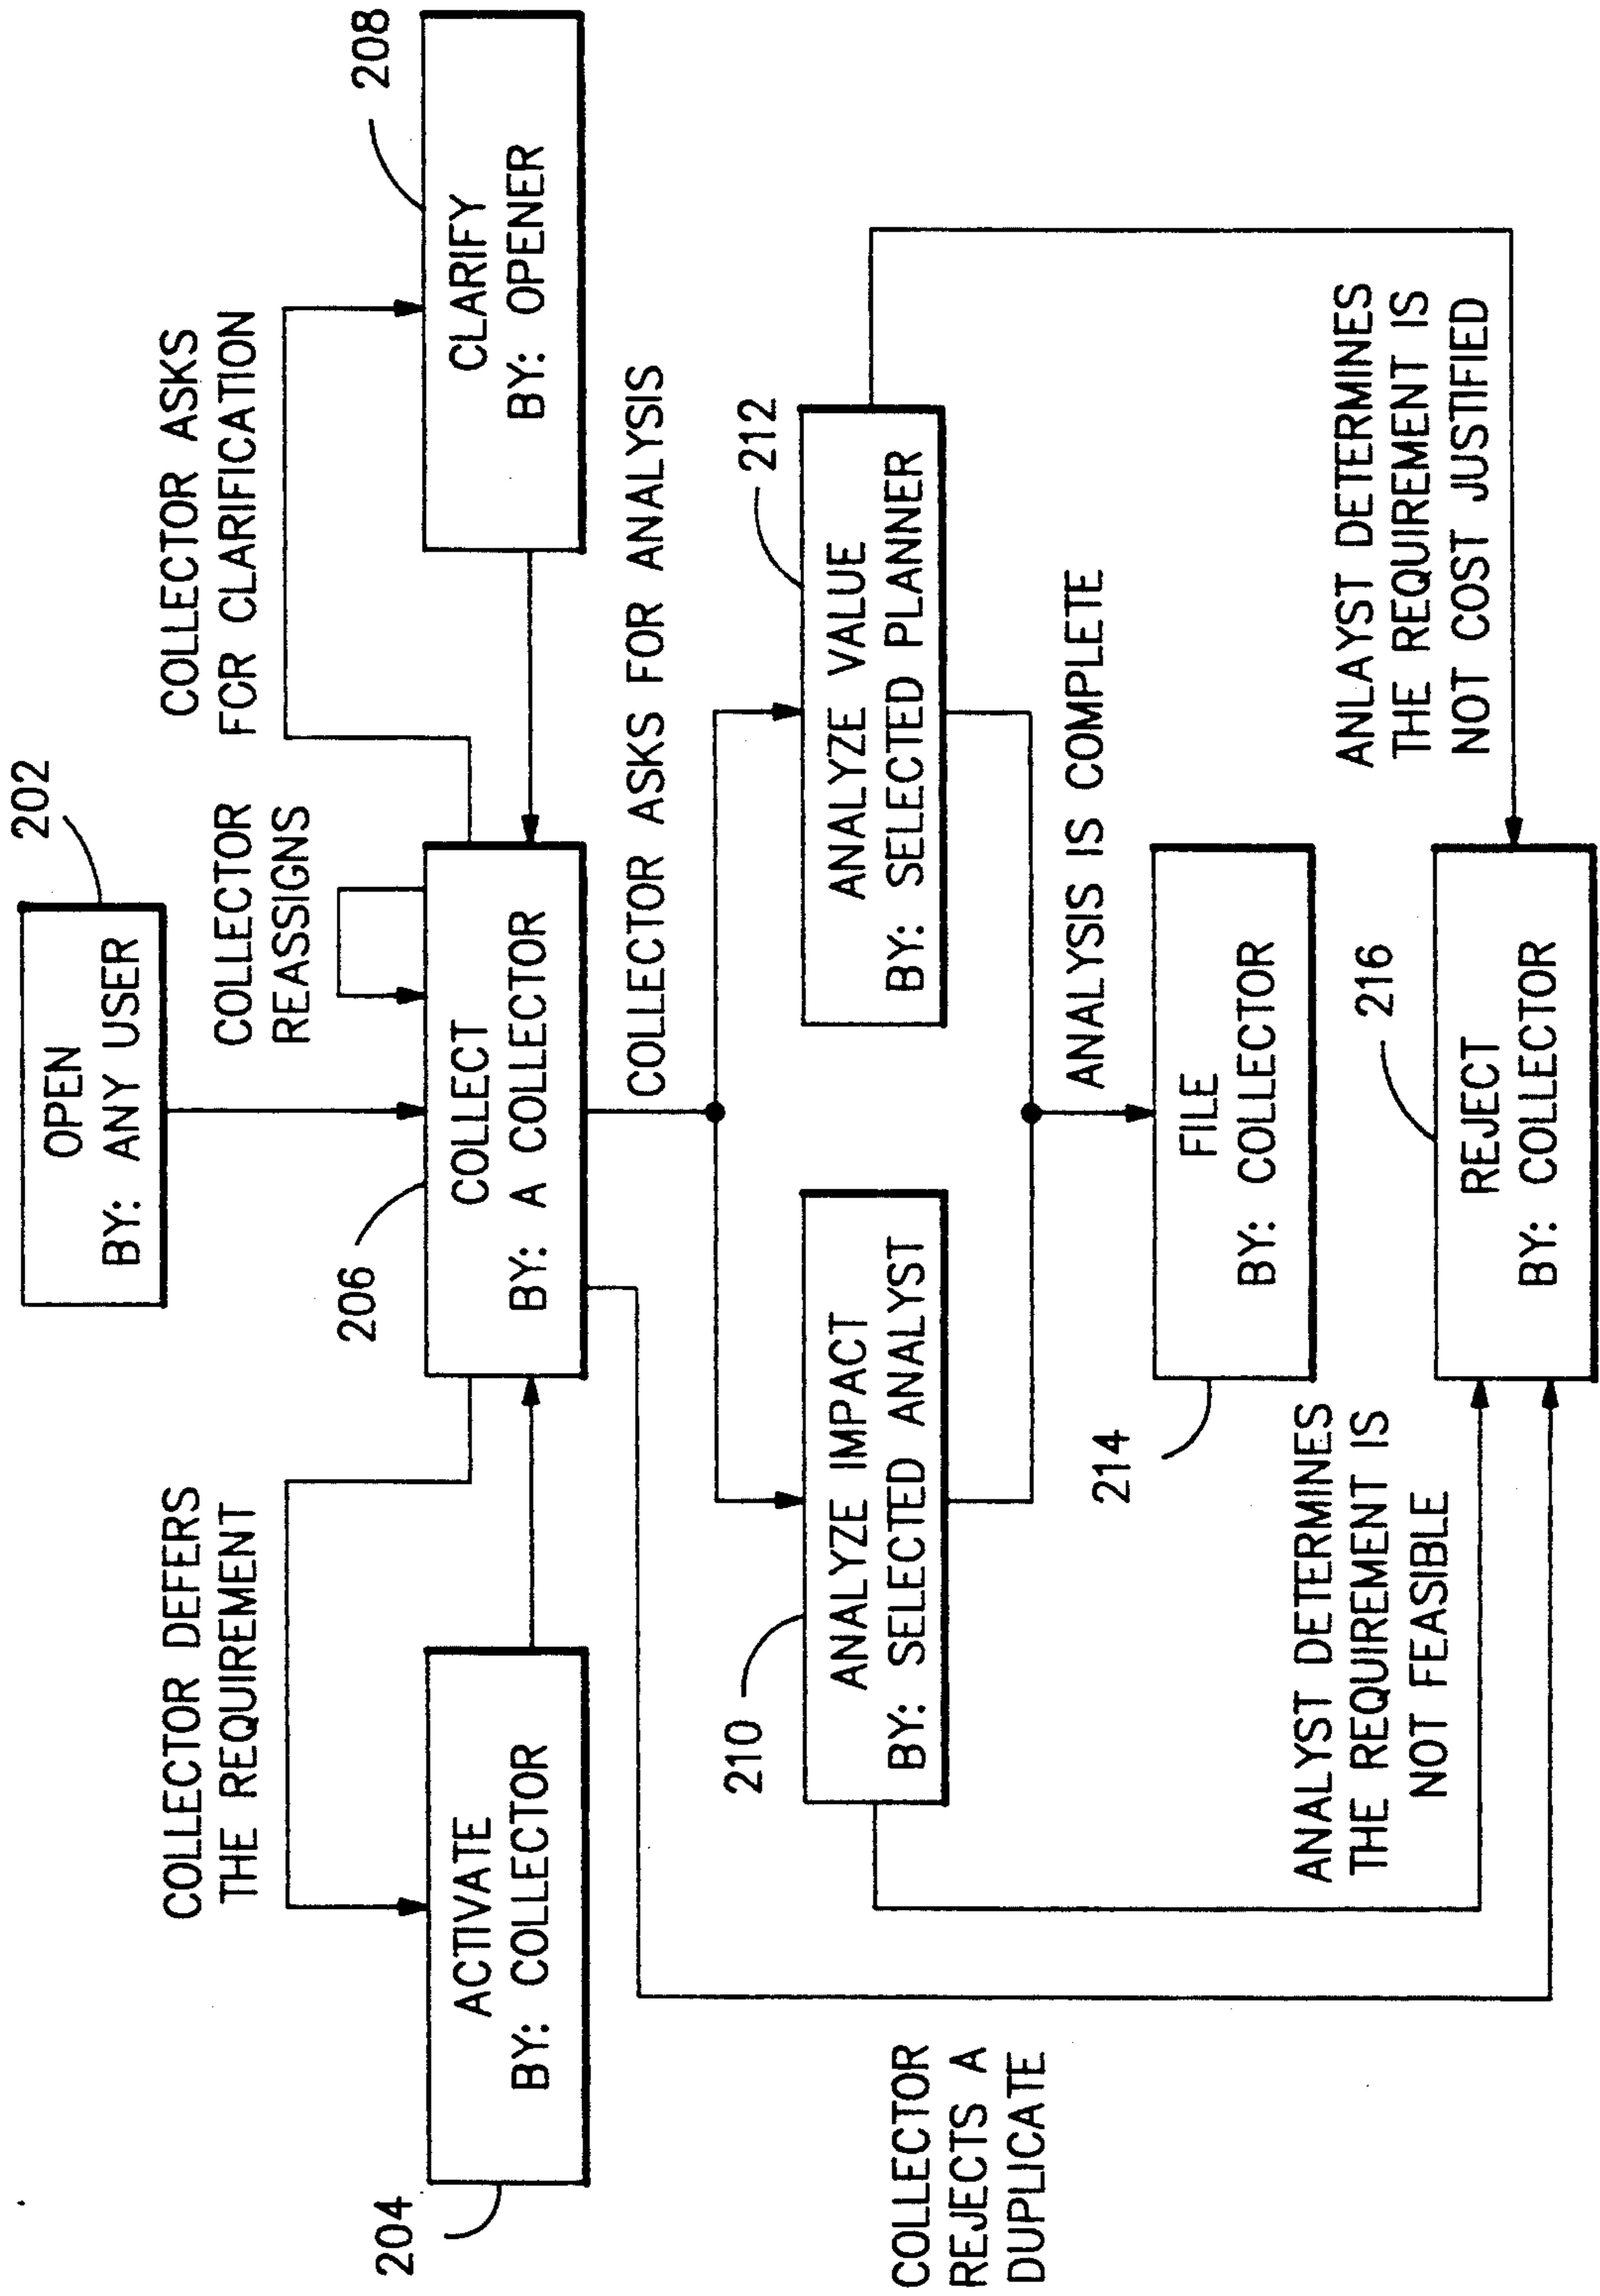 202
OPEN
BY: ANY USER
COLLECTOR DEFERS
THE REQUIREMENT
COLLECTOR
REASSIGNS
COLLECTOR ASKS
FOR CLARIFICATION
204
ACTIVATE
BY: COLLECTOR
206
COLLECT
BY: A COLLECTOR
208
CLARIFY
BY: OPENER
COLLECTOR ASKS FOR ANALYSIS
210
ANALYZE IMPACT
BY: SELECTED ANALYST
212
ANALYZE VALUE
BY: SELECTED PLANNER
COLLECTOR
REJECTS A
DUPLICATE
ANALYSIS IS COMPLETE
214
FILE
BY: COLLECTOR
ANALYST DETERMINES
THE REQUIREMENT IS
NOT FEASIBLE
216
REJECT
BY: COLLECTOR
ANLAYST DETERMINES
THE REQUIREMENT IS
NOT COST JUSTIFIED